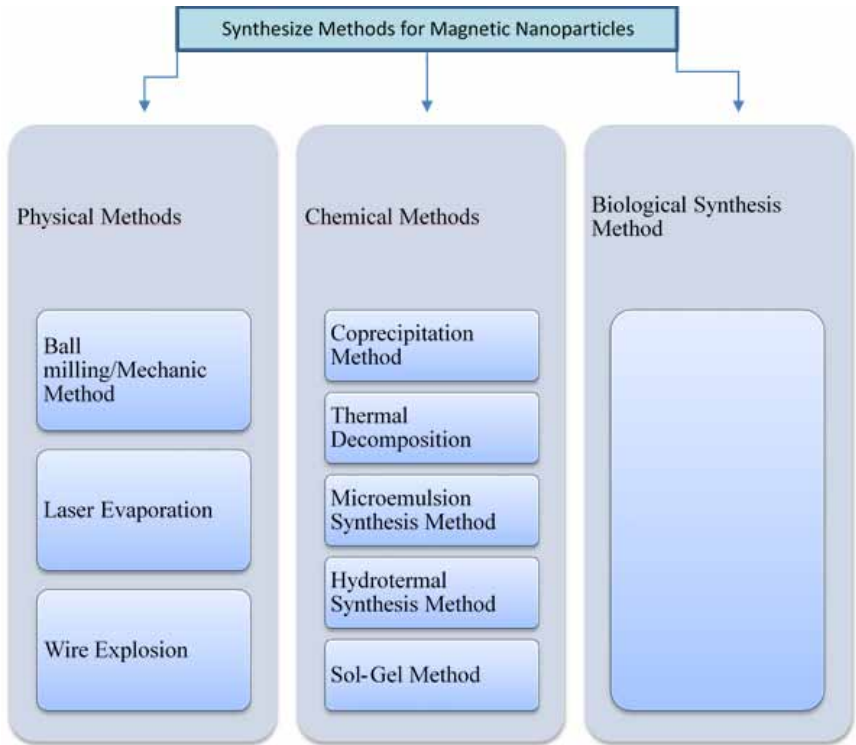 Synthesize Methods for Magnetic Nanoparticles
Physical Methods
Ball
milling/Mechanic
Method
Laser Evaporation
Wire Explosion
Chemical Methods
Coprecipitation
Method
Thermal
Decomposition
Microemulsion
Synthesis Method
Hydrotermal
Synthesis Method
Sol-Gel Method
Biological Synthesis
Method